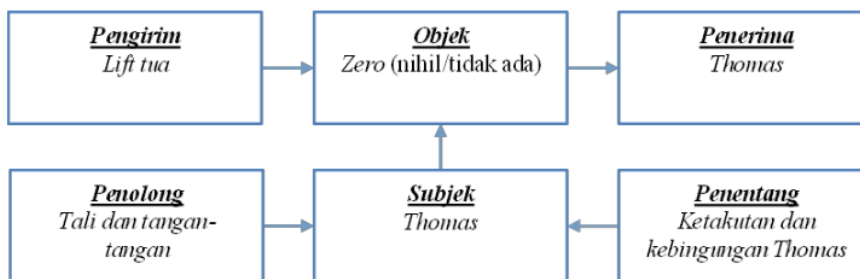 Pengirim
Lift tua
Objek
Zero (nihil/tidak ada)
Penerima
Thomas
Penolong
Tali dan tangan-
tangan
Subjek
Thomas
Penentang
Ketakutan dan
kebingungan Thomas